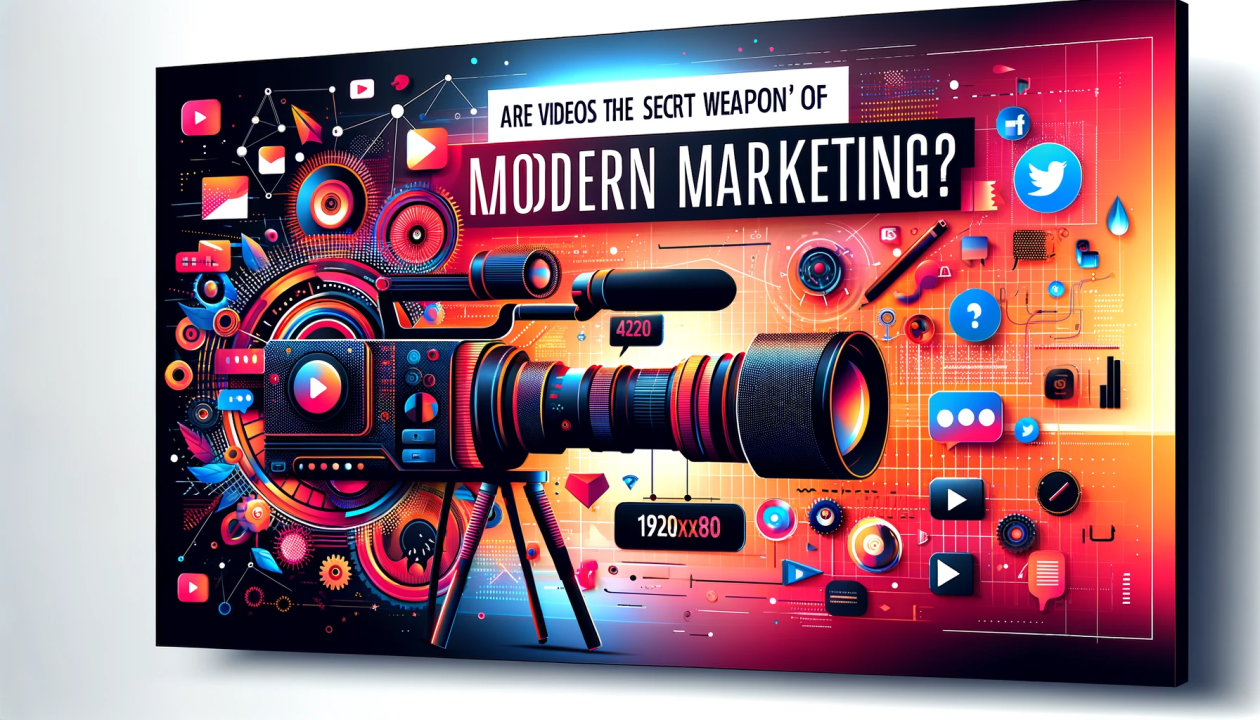 ARE VIDEOS THE SECRT WEAPON' OF
MODERN MARKETING?
4220
1920xx80
?